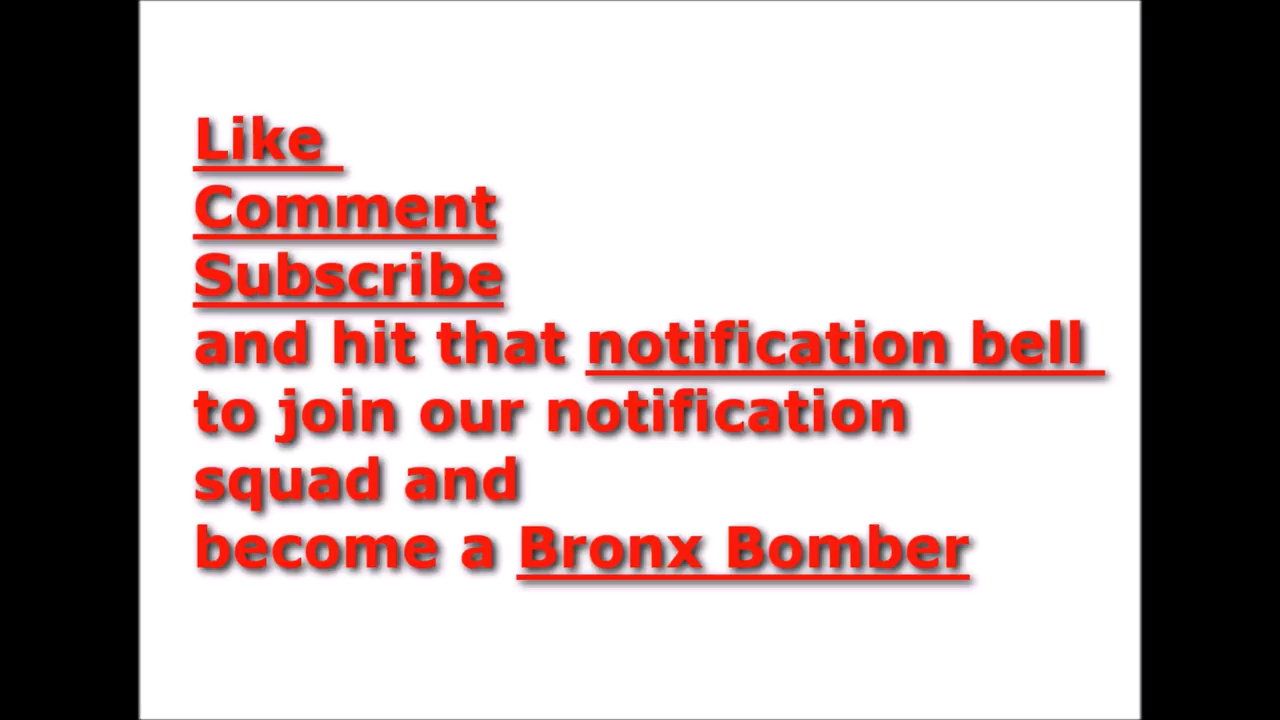 Like
Comment
Subscribe
and hit that notification bell
to join our notification
squad and
become a Bronx Bomber